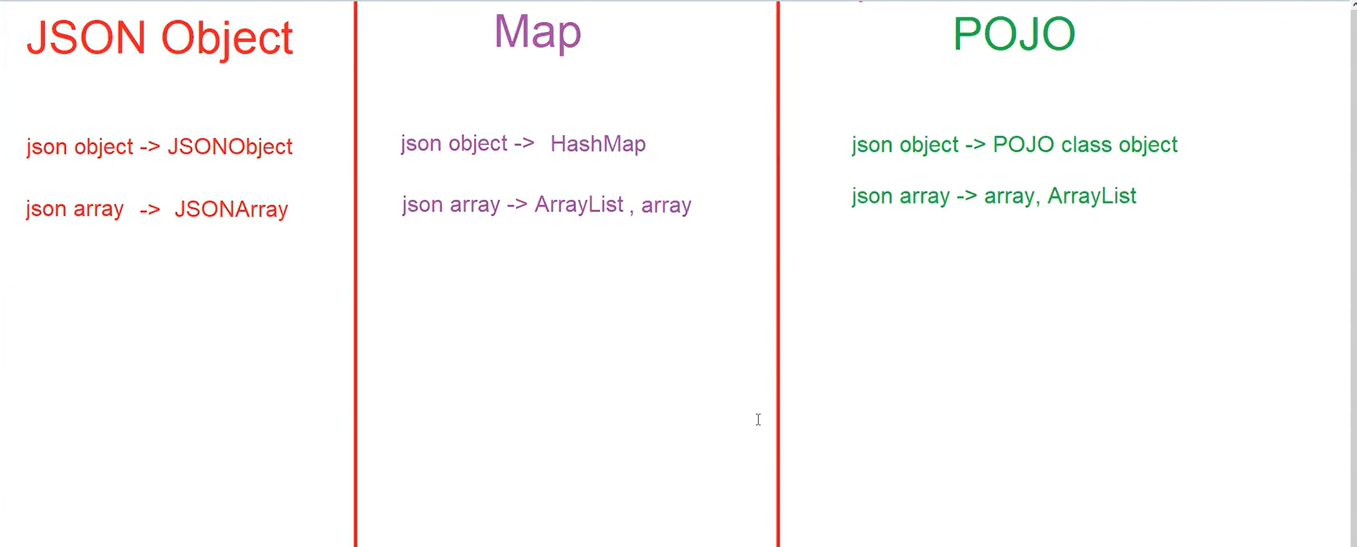 JSON Object
json object -> JSONObject
json array -> JSONArray
Map
json object -> HashMap
json array -> ArrayList , array
POJO
json object -> POJO class object
json array -> array, ArrayList